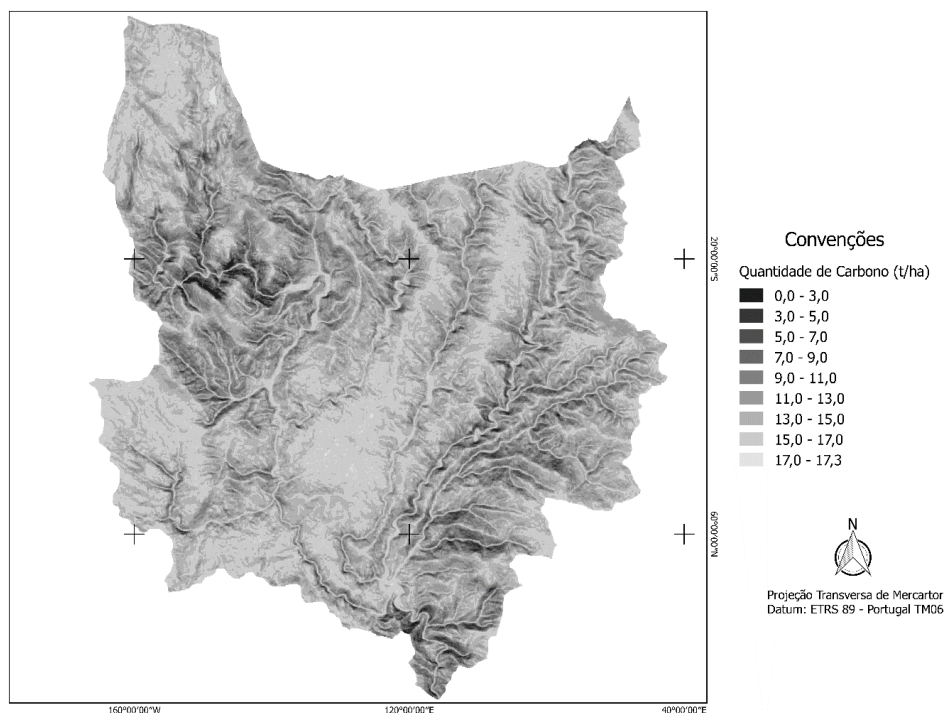 20°00'00"S
60°00'00"N
160°00'00"W
120°00'00"E
40°00'00"E
Convenções
Quantidade de Carbono (t/ha)
0,0 - 3,0
3,0 - 5,0
5,0 - 7,0
7,0 - 9,0
9,0 - 11,0
11,0 - 13,0
13,0 - 15,0
15,0 - 17,0
17,0 - 17,3
N
Projeção Transversa de Mercartor
Datum: ETRS 89 - Portugal TM06